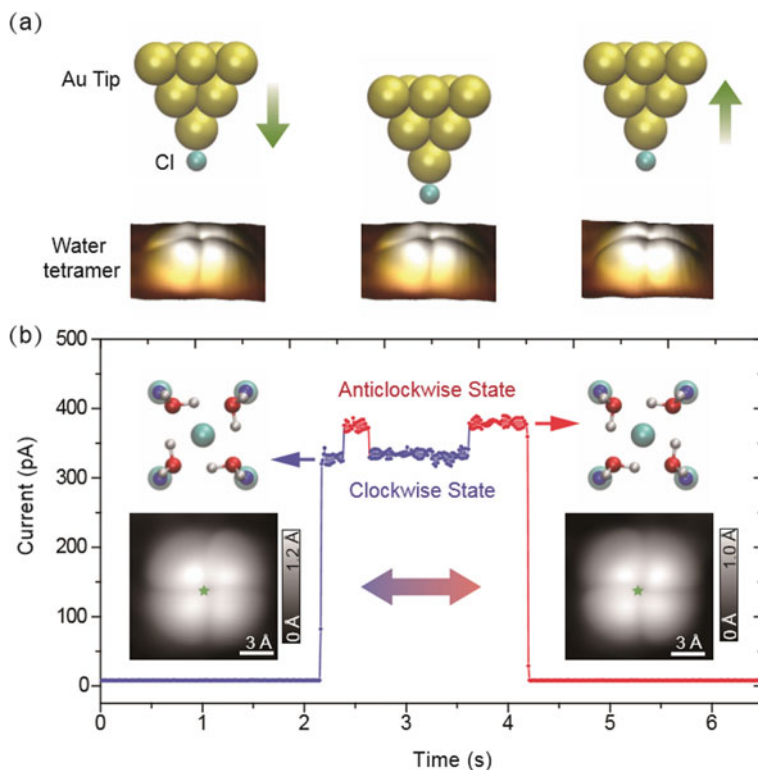 (a)
Au Tip
Cl
Water
tetramer
(b)
500
400
300
200
100
0
Current (pA)
Anticlockwise State
Clockwise State
1.2 Å
0 Å
3 Å
1.0 Å
0 Å
3 Å
0 1 2 3 4 5 6
Time (s)